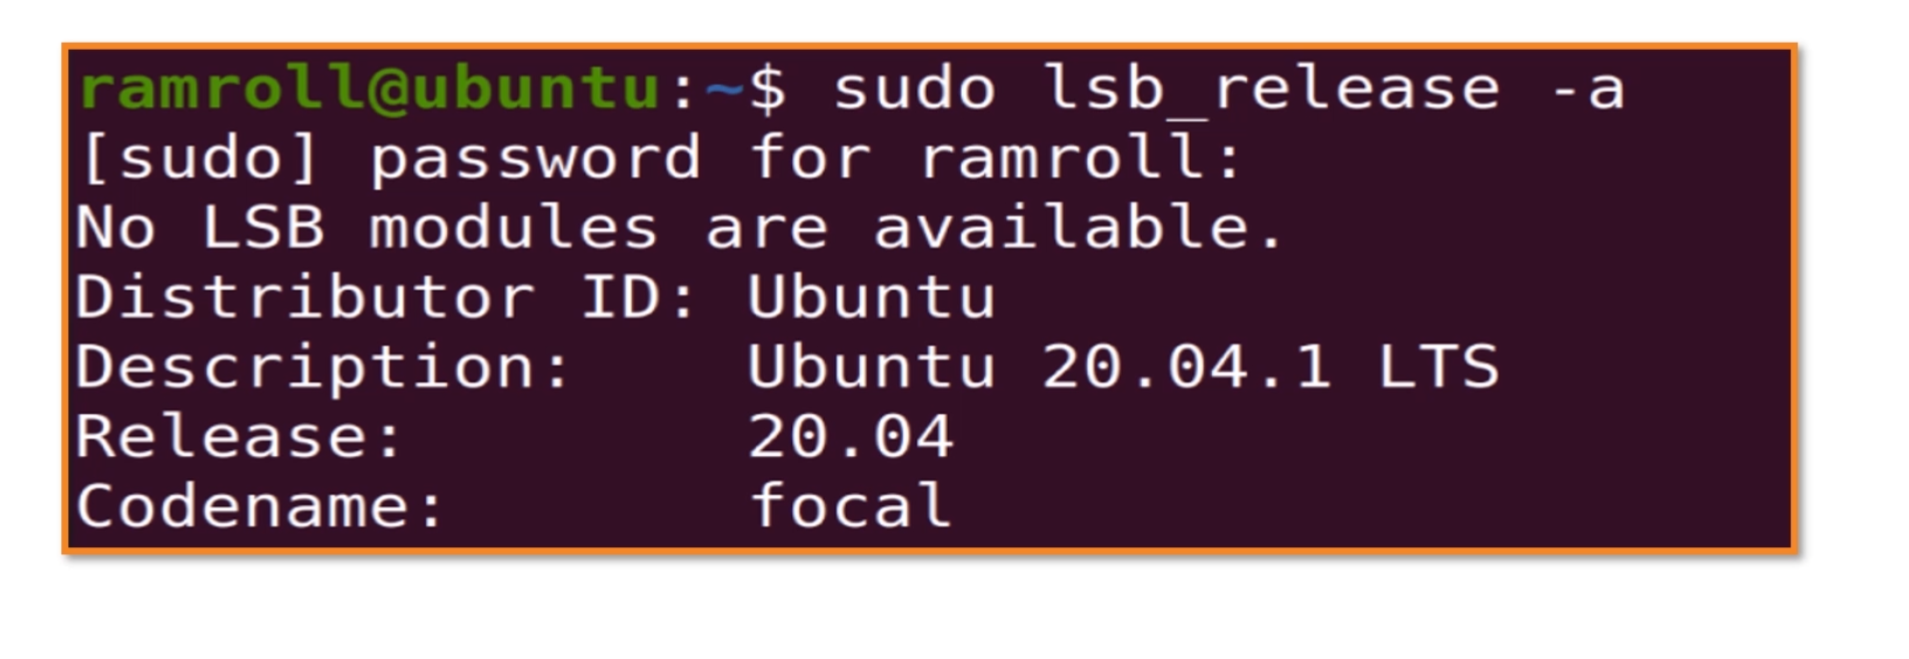 ramroll@ubuntu:~$ sudo lsb_release -a
[sudo] password for ramroll:
No LSB modules are available.
Distributor ID: Ubuntu
Description:    Ubuntu 20.04.1 LTS
Release:        20.04
Codename:       focal